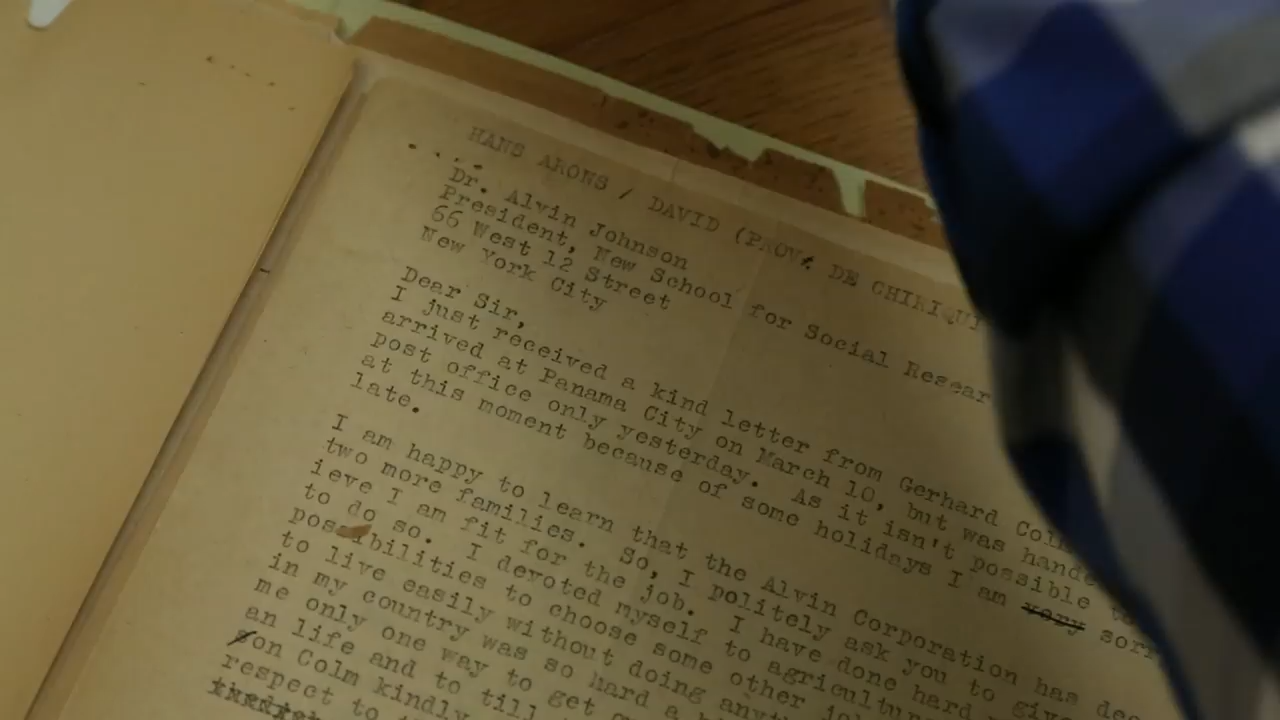 HANS ARONS / DAVID (PROV. DE CHIRIQUI
Dr. Alvin Johnson
President, New School for Social Resear
66 West 12 Street
New York City
Dear Sir,
I just received a kind letter from Gerhard Col
arrived at Panama City on March 10, but was hande
post office only yesterday. As it isn't possible to
at this moment because of some holidays I am very sorr
late.
I am happy to learn that the Alvin Corporation has de
two more families. So, I politely ask you to give
ieve I am fit for the job. I have done hard
to do so. I devoted myself to agricultur
possibilities to choose some other jo
to live easily without doing anyth
in my country was so hard a
me only one way to get
an life and to till
son Colm kindly
respect to